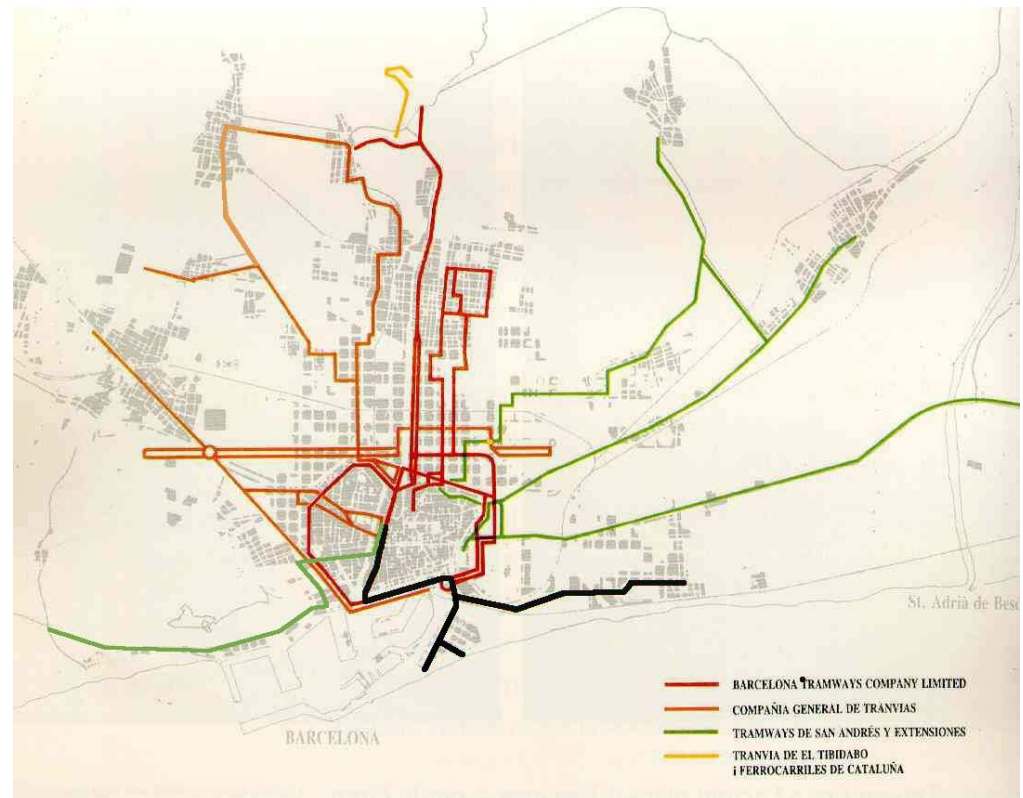 St. Adrià de Besò
BARCELONA
BARCELONA TRAMWAYS COMPANY LIMITED
COMPAÑIA GENERAL DE TRANVIAS
TRAMWAYS DE SAN ANDRÉS Y EXTENSIONES
TRANVIA DE EL TIBIDABO
i FERROCARRILES DE CATALUÑA